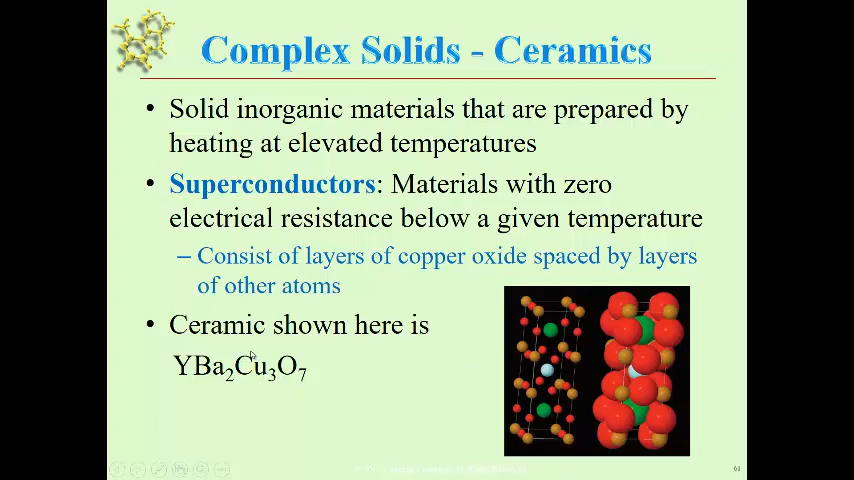 Complex Solids - Ceramics
• Solid inorganic materials that are prepared by
heating at elevated temperatures
• Superconductors: Materials with zero
electrical resistance below a given temperature
– Consist of layers of copper oxide spaced by layers
of other atoms
• Ceramic shown here is
YBa₂Cu₃O₇
61